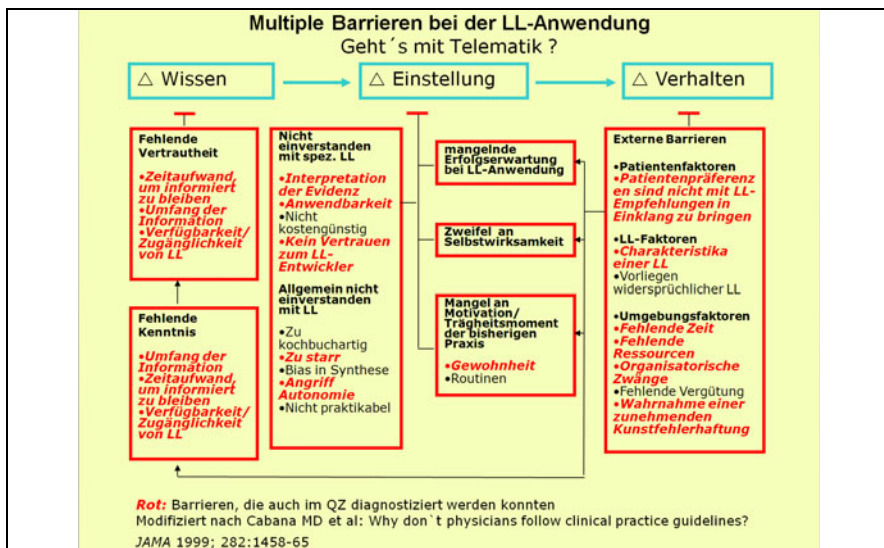 Multiple Barrieren bei der LL-Anwendung
Geht´s mit Telematik ?
△ Wissen
△ Einstellung
△ Verhalten
Fehlende
Vertrautheit
•Zeitaufwand,
um informiert
zu bleiben
•Umfang der
Information
•Verfügbarkeit/
Zugänglichkeit
von LL
Fehlende
Kenntnis
•Umfang der
Information
•Zeitaufwand,
um informiert
zu bleiben
•Verfügbarkeit/
Zugänglichkeit
von LL
Nicht
einverstanden
mit spez. LL
•Interpretation
der Evidenz
•Anwendbarkeit
•Nicht
kostengünstig
•Kein Vertrauen
zum LL-
Entwickler
Allgemein nicht
einverstanden
mit LL
•Zu
kochbuchartig
•Zu starr
•Bias in Synthese
•Angriff
Autonomie
•Nicht praktikabel
mangelnde
Erfolgserwartung
bei LL-Anwendung
Zweifel an
Selbstwirksamkeit
Mangel an
Motivation/
Trägheitsmoment
der bisherigen
Praxis
•Gewohnheit
•Routinen
Externe Barrieren
•Patientenfaktoren
•Patientenpräferenz
en sind nicht mit LL-
Empfehlungen in
Einklang zu bringen
•LL-Faktoren
•Charakteristika
einer LL
•Vorliegen
widersprüchlicher LL
•Umgebungsfaktoren
•Fehlende Zeit
•Fehlende
Ressourcen
•Organisatorische
Zwänge
•Fehlende Vergütung
•Wahrnahme einer
zunehmenden
Kunstfehlerhaftung
Rot: Barrieren, die auch im QZ diagnostiziert werden konnten
Modifiziert nach Cabana MD et al: Why don`t physicians follow clinical practice guidelines?
JAMA 1999; 282:1458-65